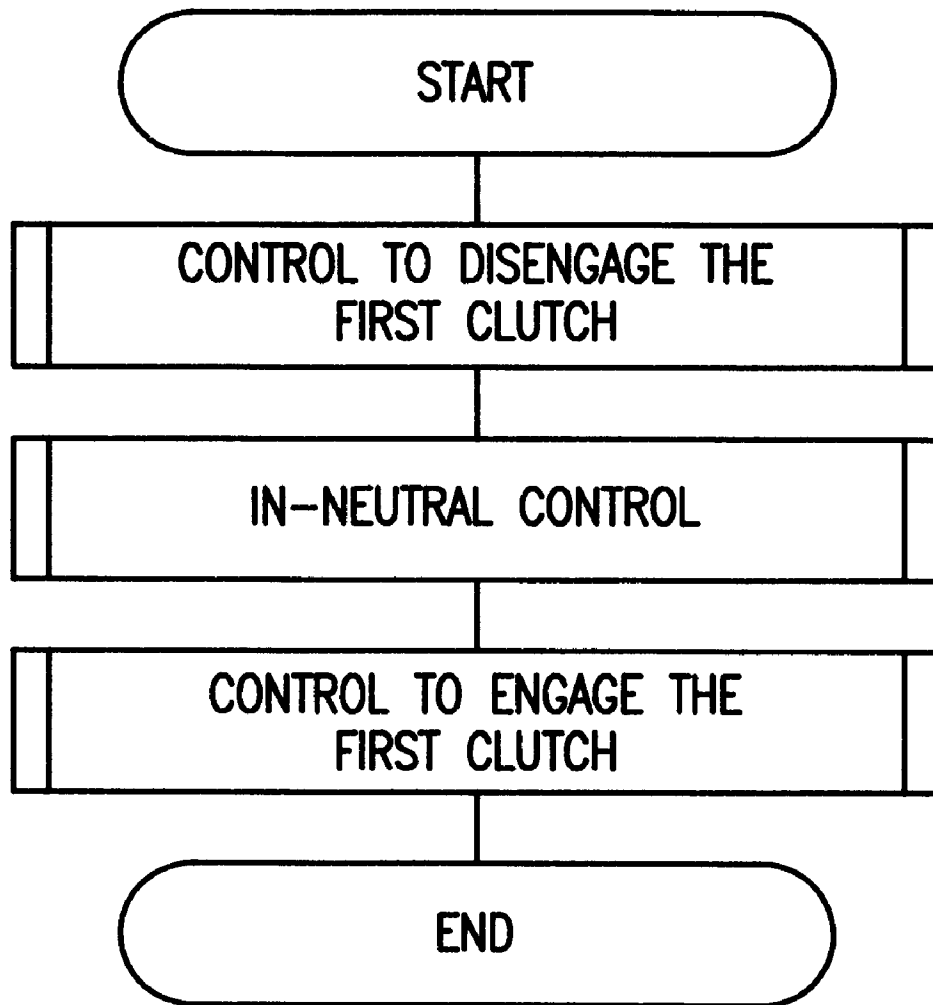 START
CONTROL TO DISENGAGE THE
FIRST CLUTCH
IN-NEUTRAL CONTROL
CONTROL TO ENGAGE THE
FIRST CLUTCH
END